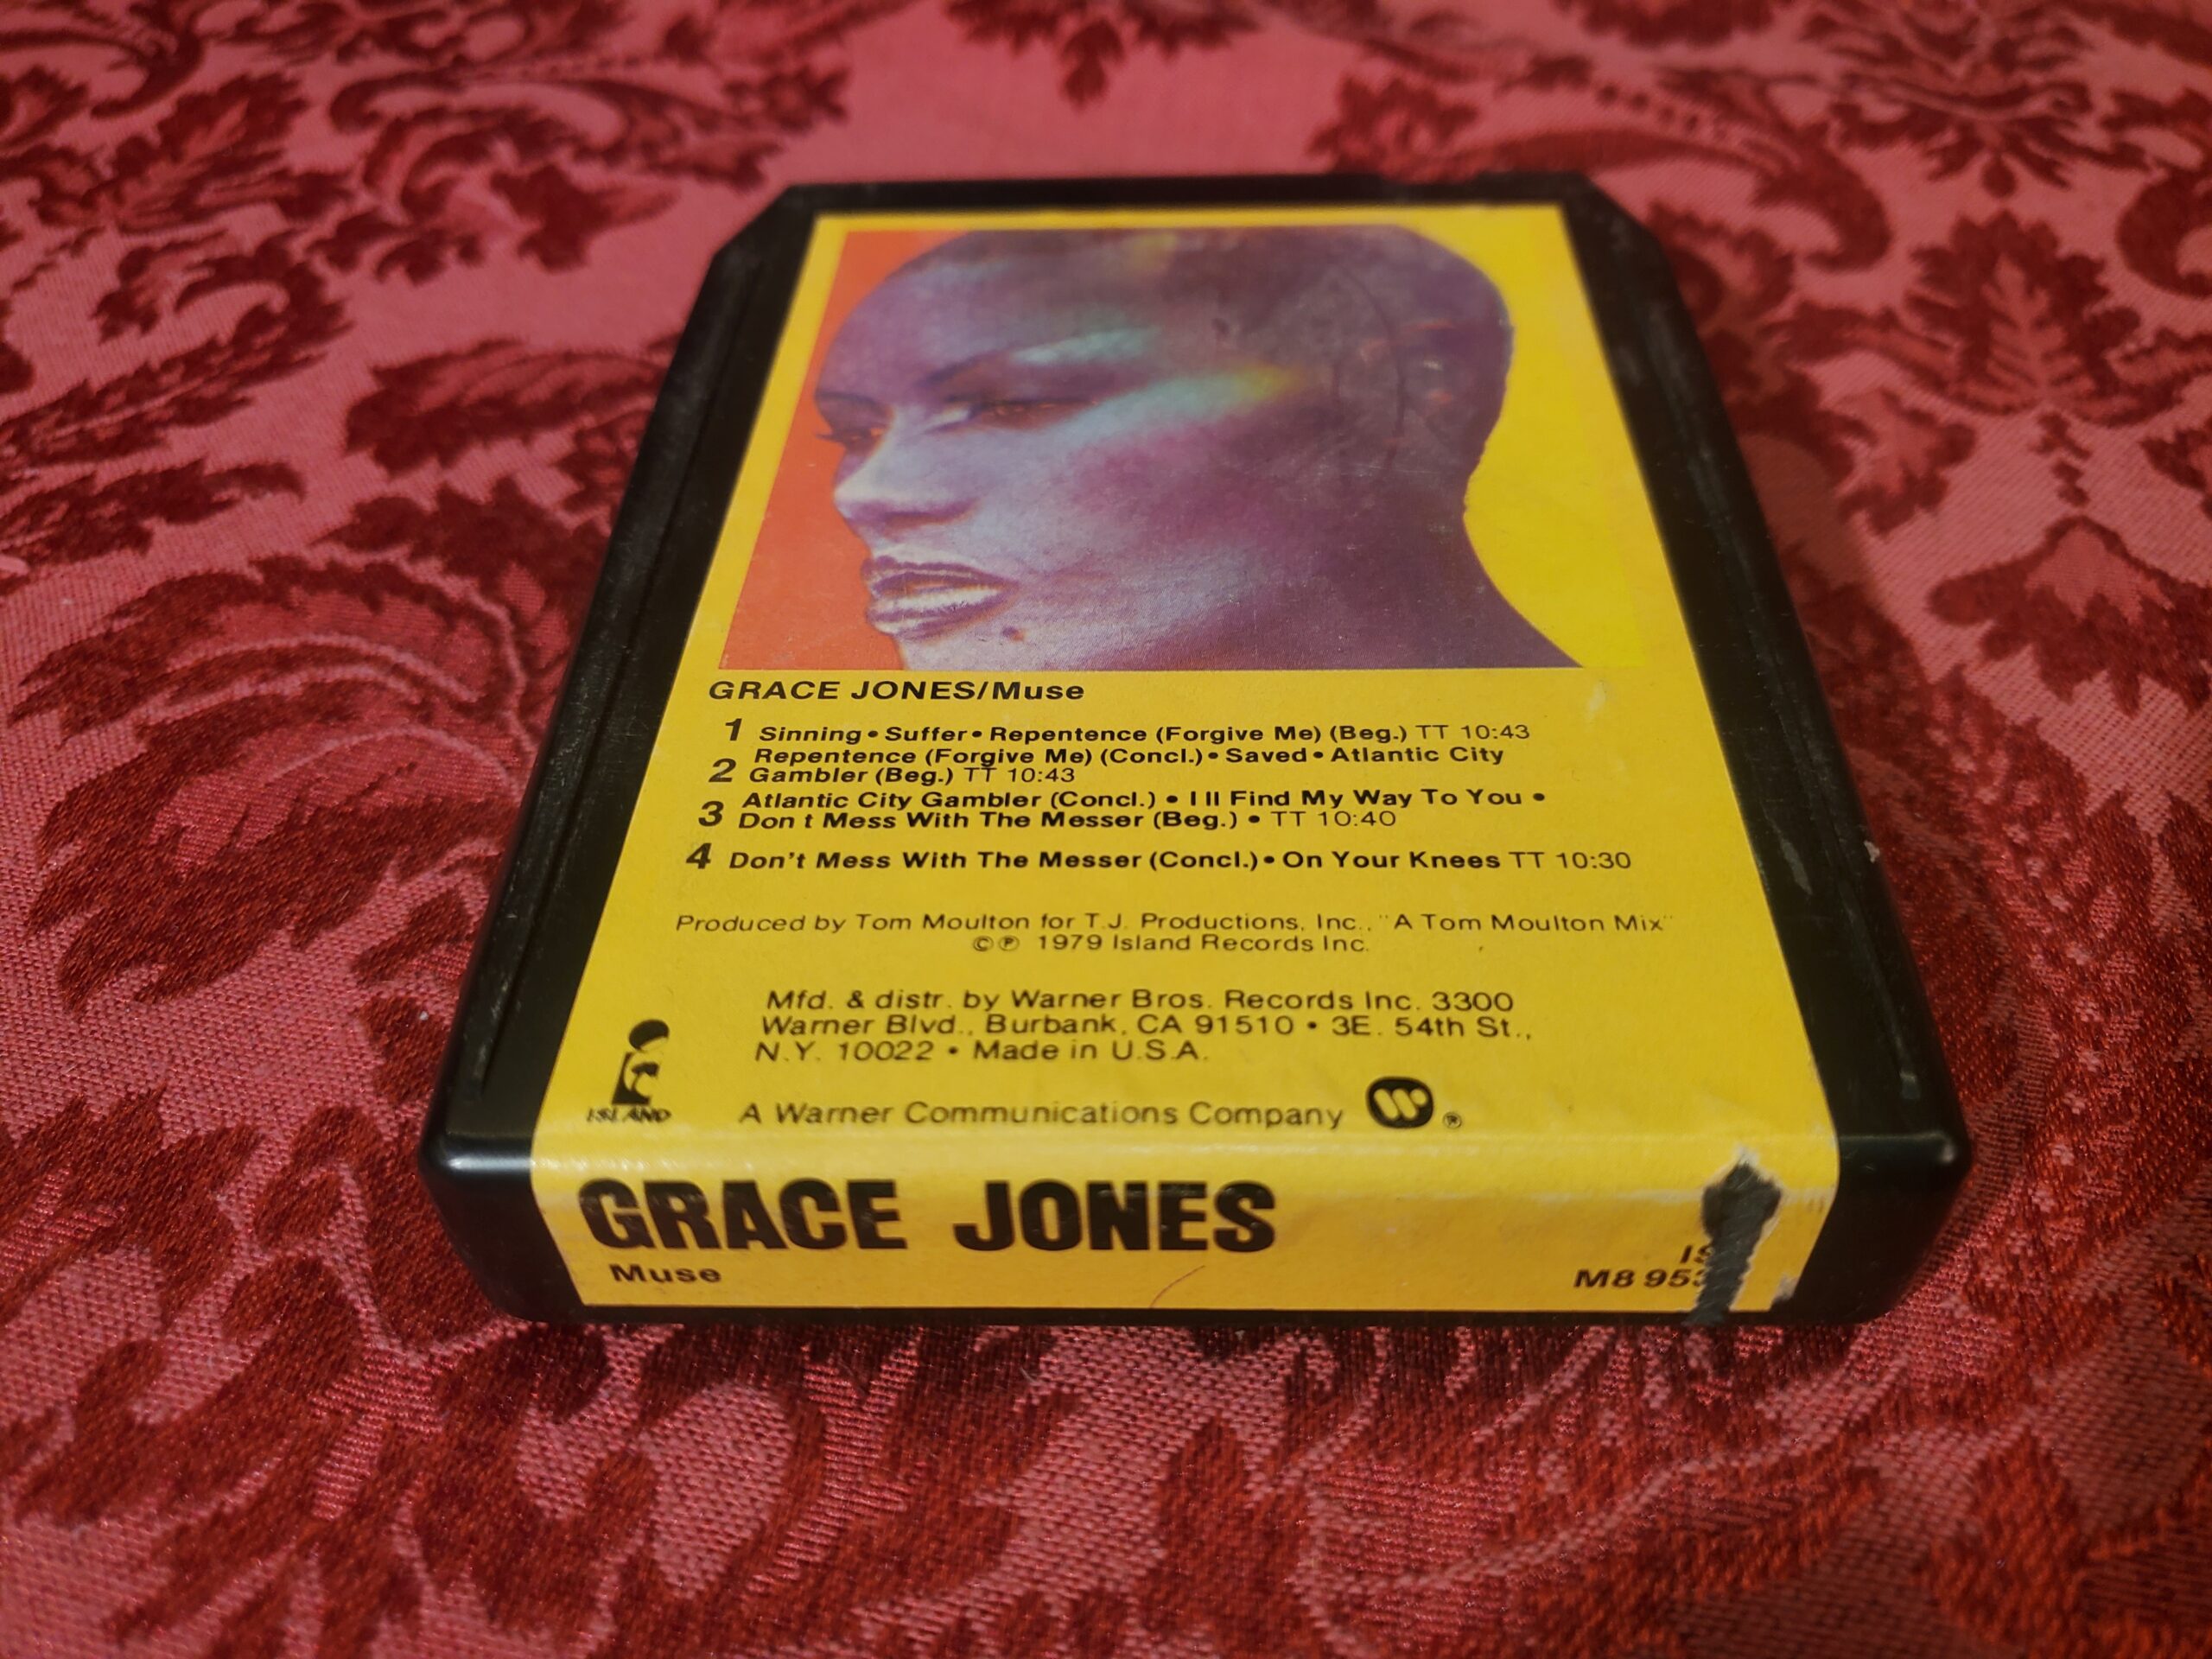 GRACE JONES/Muse
1 Sinning • Suffer • Repentence (Forgive Me) (Beg.) TT 10:43
2 Repentence (Forgive Me) (Concl.) • Saved • Atlantic City
Gambler (Beg.) TT 10:43
3 Atlantic City Gambler (Concl.) • I ll Find My Way To You •
Don t Mess With The Messer (Beg.) • TT 10:40
4 Don't Mess With The Messer (Concl.) • On Your Knees TT 10:30
Produced by Tom Moulton for T.J. Productions, Inc., "A Tom Moulton Mix"
©℗ 1979 Island Records Inc.
Mfd. & distr. by Warner Bros. Records Inc. 3300
Warner Blvd., Burbank, CA 91510 • 3E. 54th St.,
N.Y. 10022 • Made in U.S.A.
ISLAND
A Warner Communications Company W ®
GRACE JONES
Muse
M8